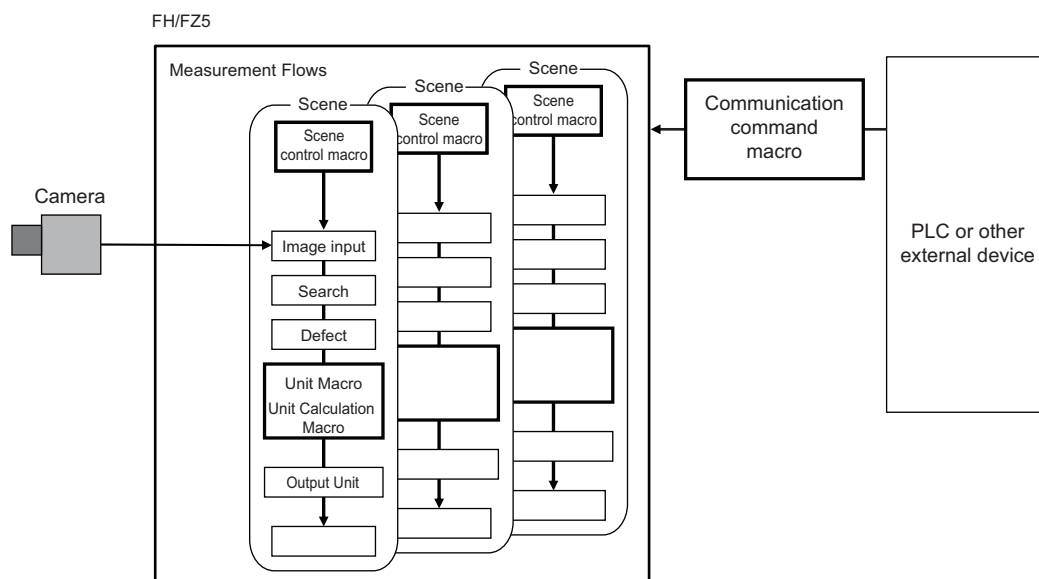 FH/FZ5
Measurement Flows
Scene
Scene
Scene
Scene
control macro
Scene
control macro
Scene
control macro
Communication
command
macro
Camera
PLC or other
external device
Image input
Search
Defect
Unit Macro
Unit Calculation
Macro
Output Unit